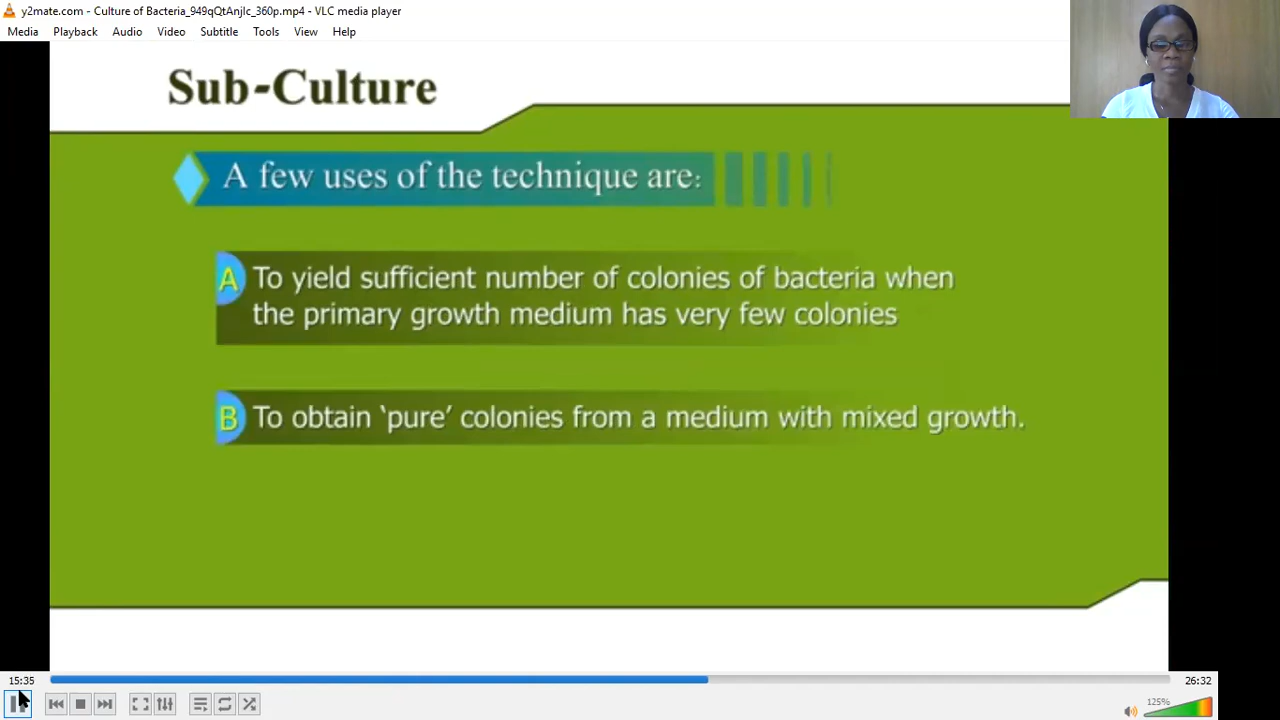 y2mate.com - Culture of Bacteria_949qQtAnjIc_360p.mp4 - VLC media player
Media Playback Audio Video Subtitle Tools View Help
Sub-Culture
A few uses of the technique are:
A To yield sufficient number of colonies of bacteria when
the primary growth medium has very few colonies
B To obtain ‘pure’ colonies from a medium with mixed growth.
15:35 26:32
125%